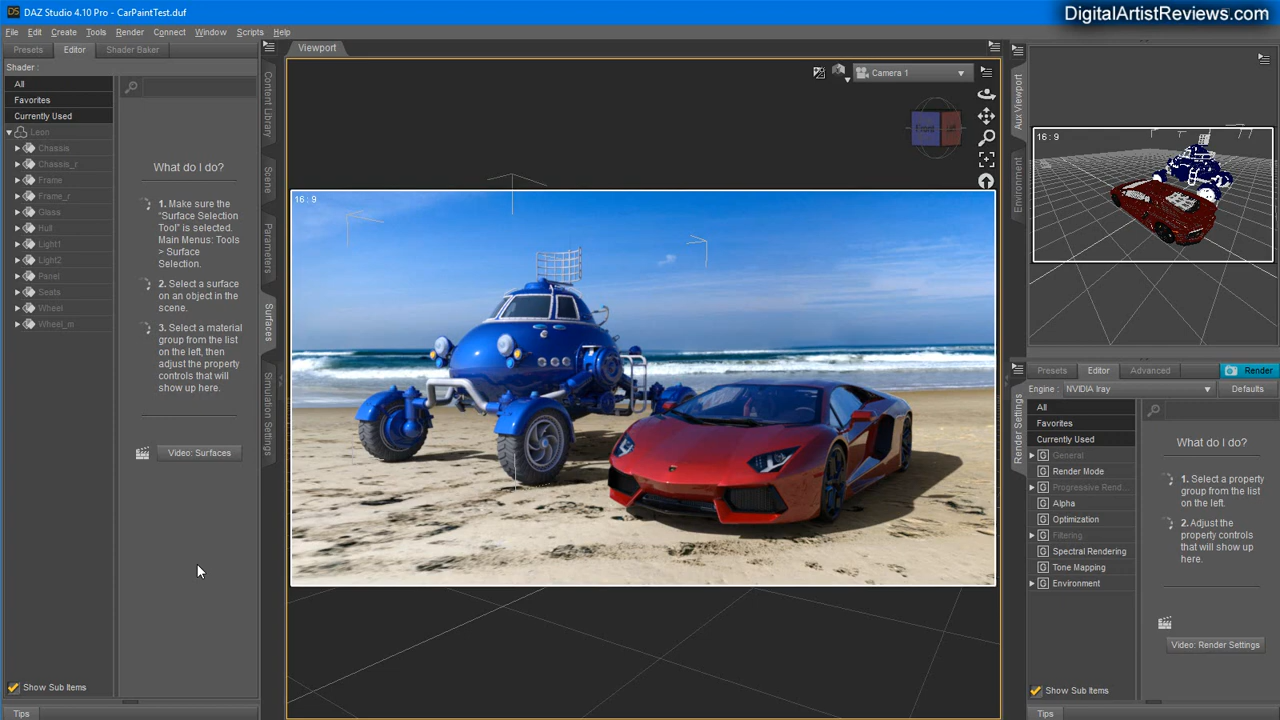 DAZ Studio 4.10 Pro - CarPaintTest.duf
DigitalArtistReviews.com
File Edit Create Tools Render Connect Window Scripts Help
Presets Editor Shader Baker
Shader :
All
Favorites
Currently Used
Leon
Chassis
Chassis_r
Frame
Frame_r
Glass
Hull
Light1
Light2
Panel
Seats
Wheel
Wheel_m
What do I do?
1. Make sure the
"Surface Selection
Tool" is selected.
Main Menus: Tools
> Surface
Selection.
2. Select a surface
on an object in the
scene.
3. Select a material
group from the list
on the left, then
adjust the property
controls that will
show up here.
Video: Surfaces
Show Sub Items
Tips
Content Library
Scene
Parameters
Surfaces
Simulation Settings
Viewport
Camera 1
Front
16 : 9
Aux Viewport
Environment
16 : 9
Presets Editor Advanced Render
Engine : NVIDIA Iray Defaults
Render Settings
All
Favorites
Currently Used
General
Render Mode
Progressive Rend...
Alpha
Optimization
Filtering
Spectral Rendering
Tone Mapping
Environment
What do I do?
1. Select a property
group from the list
on the left.
2. Adjust the
property controls
that will show up
here.
Video: Render Settings
Show Sub Items
Tips